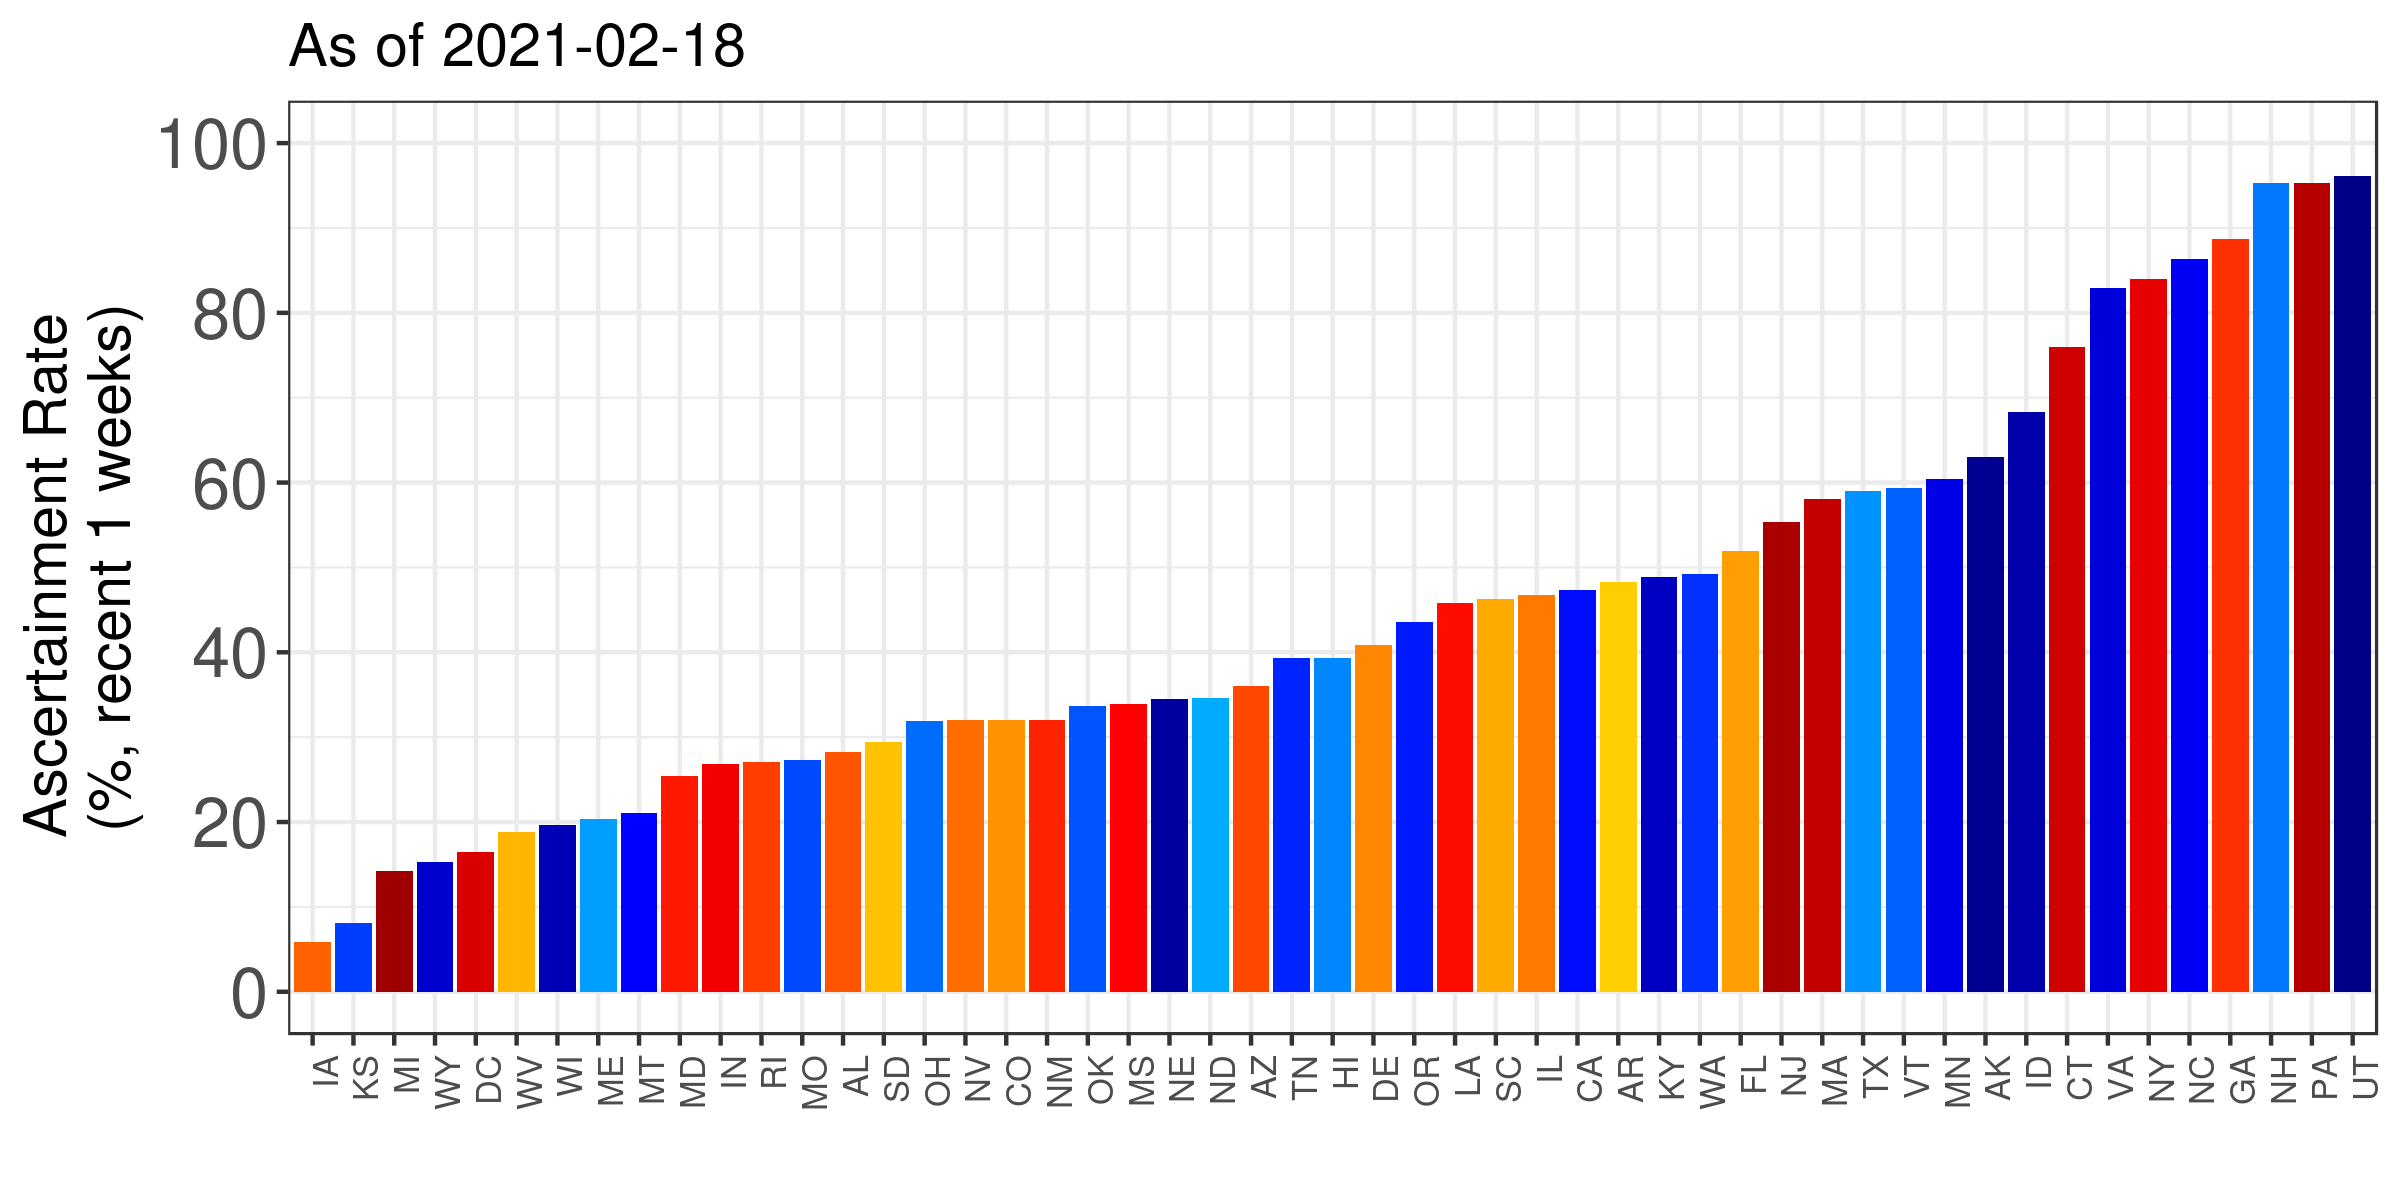 As of 2021-02-18
Ascertainment Rate
(%, recent 1 weeks)
100
80
60
40
20
0
IA KS MI WY DC WV WI ME MT MD IN RI MO AL SD OH NV CO NM OK MS NE ND AZ TN HI DE OR LA SC IL CA AR KY WA FL NJ MA TX VT MN AK ID CT VA NY NC GA NH PA UT